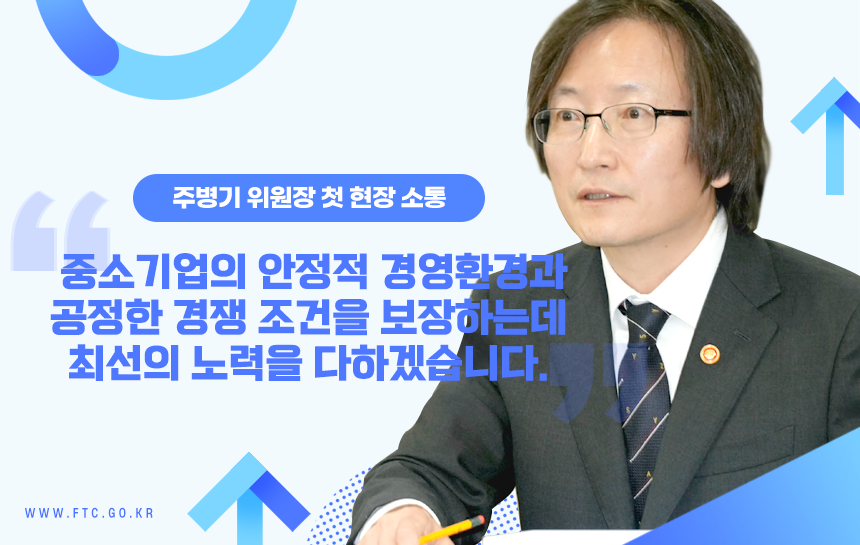 주병기 위원장 첫 현장 소통
중소기업의 안정적 경영환경과
공정한 경쟁 조건을 보장하는데
최선의 노력을 다하겠습니다.
WWW.FTC.GO.KR